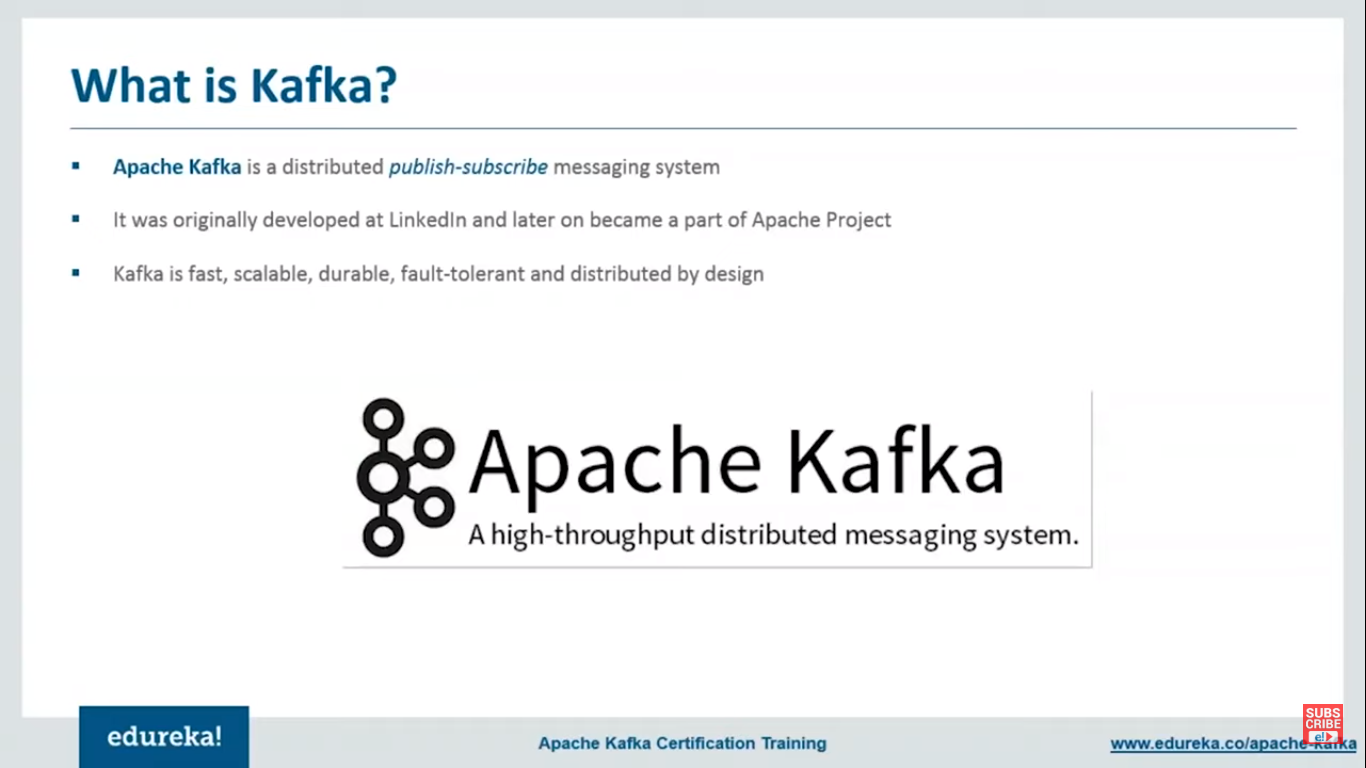 What is Kafka?
Apache Kafka is a distributed publish-subscribe messaging system
It was originally developed at LinkedIn and later on became a part of Apache Project
Kafka is fast, scalable, durable, fault-tolerant and distributed by design
Apache Kafka
A high-throughput distributed messaging system.
edureka!
Apache Kafka Certification Training
www.edureka.co/apache-kafka
SUBS
CRIBE
e!